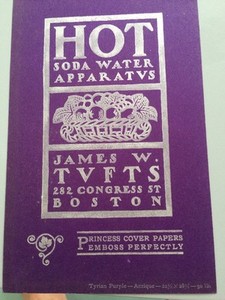 HOT
SODA WATER
APPARATVS
JAMES W.
TVFTS
282 CONGRESS ST
BOSTON
PRINCESS COVER PAPERS
EMBOSS PERFECTLY
Tyrian Purple—Antique—